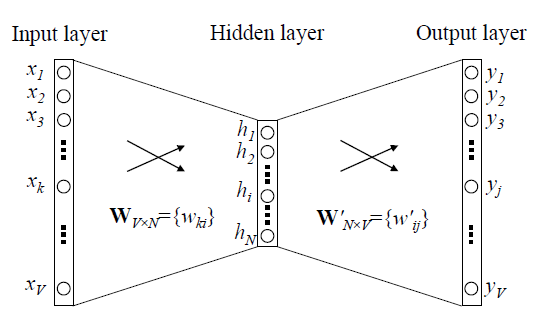 Input layer
Hidden layer
Output layer
x1
x2
x3
xk
xV
h1
h2
hi
hN
y1
y2
y3
yj
yV
WV×N={wki}
W'N×V={w'ij}